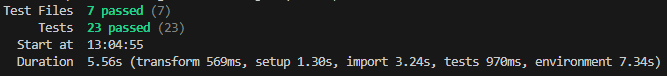 Test Files 7 passed (7)
Tests 23 passed (23)
Start at 13:04:55
Duration 5.56s (transform 569ms, setup 1.30s, import 3.24s, tests 970ms, environment 7.34s)